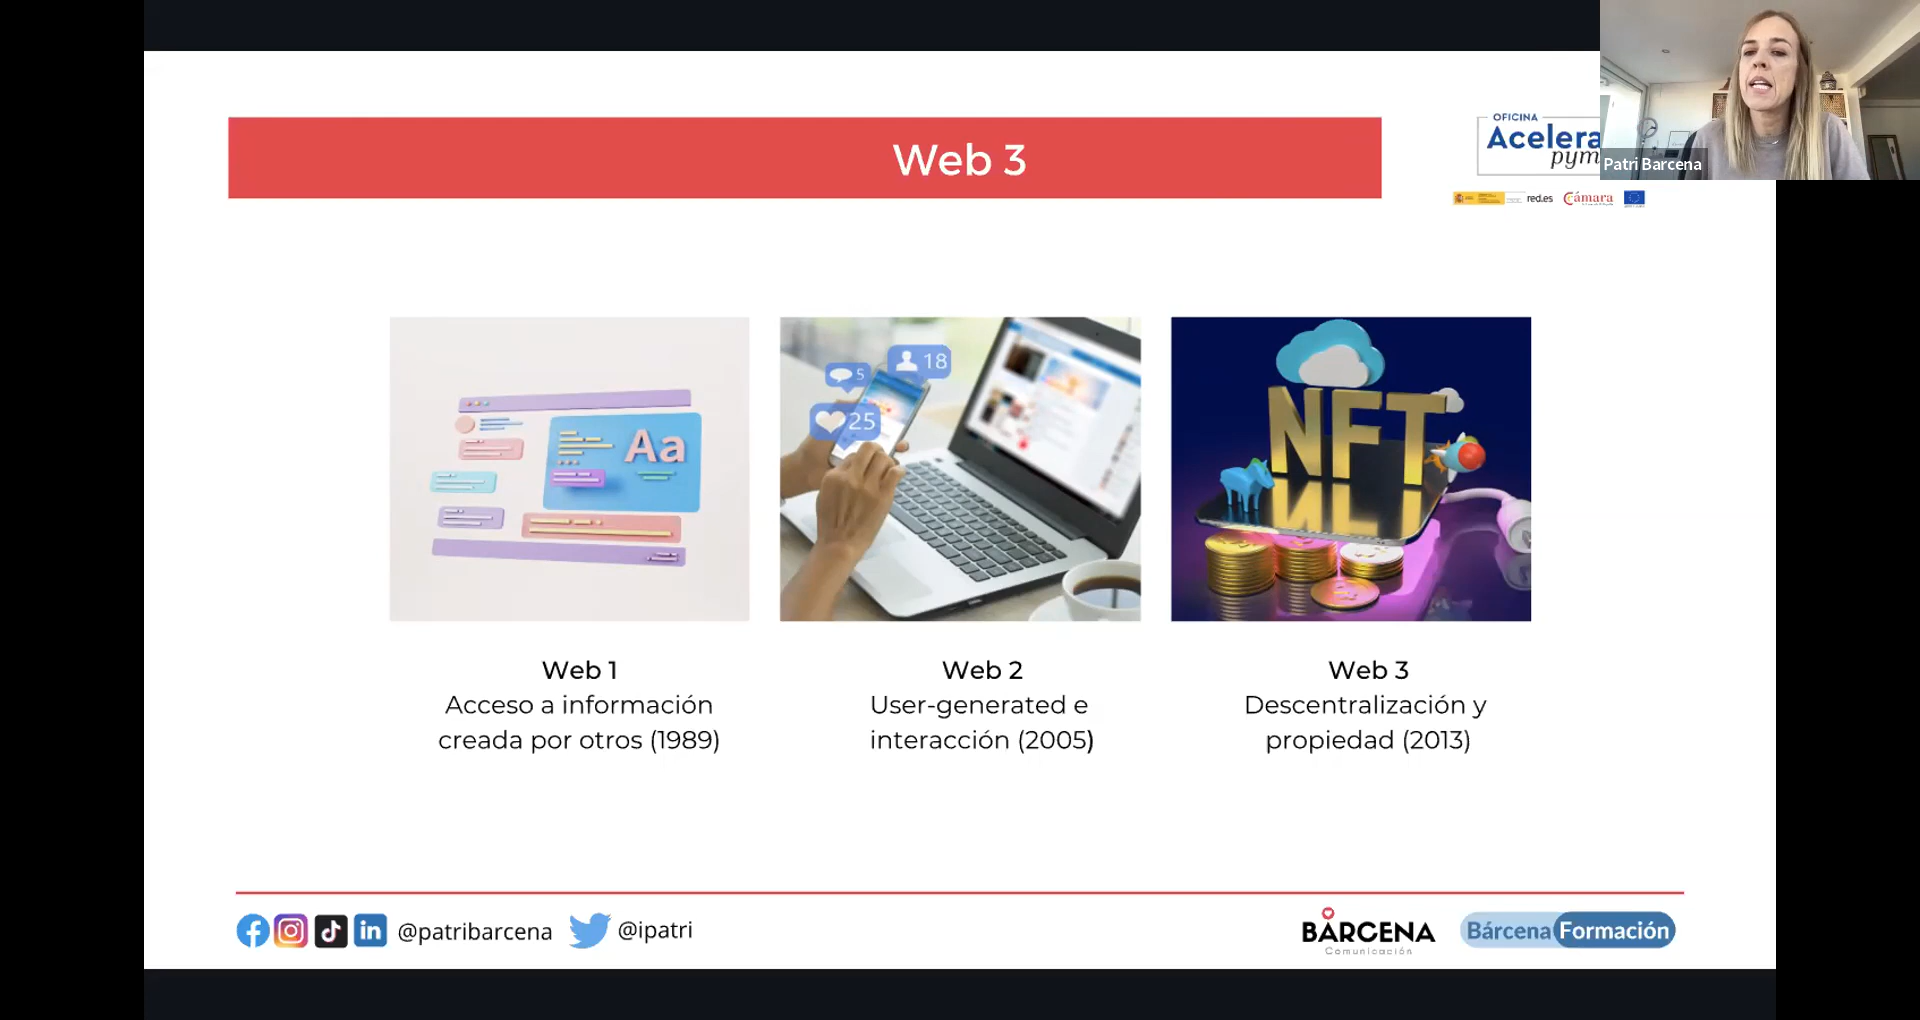 Web 3
OFICINA
Acelera
pym
Patri Barcena
red.es
Cámara
Aa
5
18
25
NFT
Web 1
Acceso a información
creada por otros (1989)
Web 2
User-generated e
interacción (2005)
Web 3
Descentralización y
propiedad (2013)
@patribarcena
@ipatri
BÁRCENA
Comunicación
Bárcena Formación